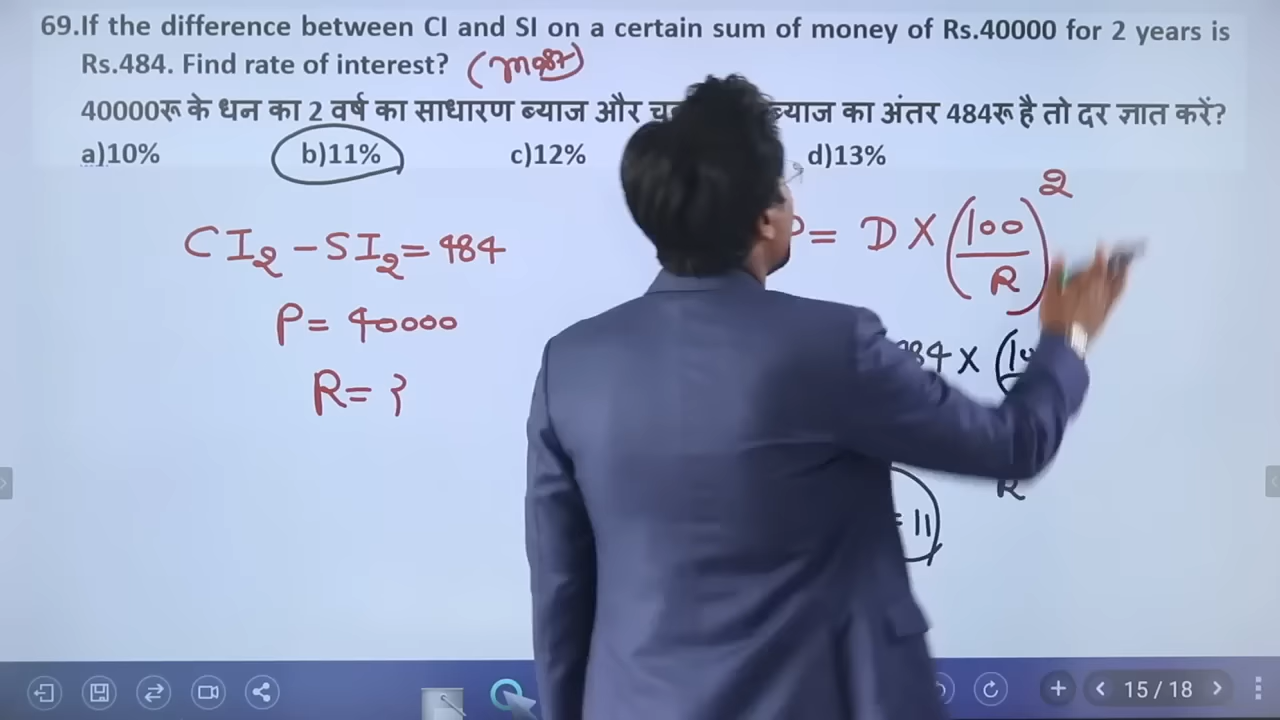 69.If the difference between CI and SI on a certain sum of money of Rs.40000 for 2 years is
Rs.484. Find rate of interest?
40000रू के धन का 2 वर्ष का साधारण ब्याज और ब्याज का अंतर 484रू है तो दर ज्ञात करें?
a)10% b)11% c)12% d)13%
CI₂ - SI₂ = 484
P = 40000
R = ?
P = D × (100/R)²
484 ×
R
= 11
15 / 18